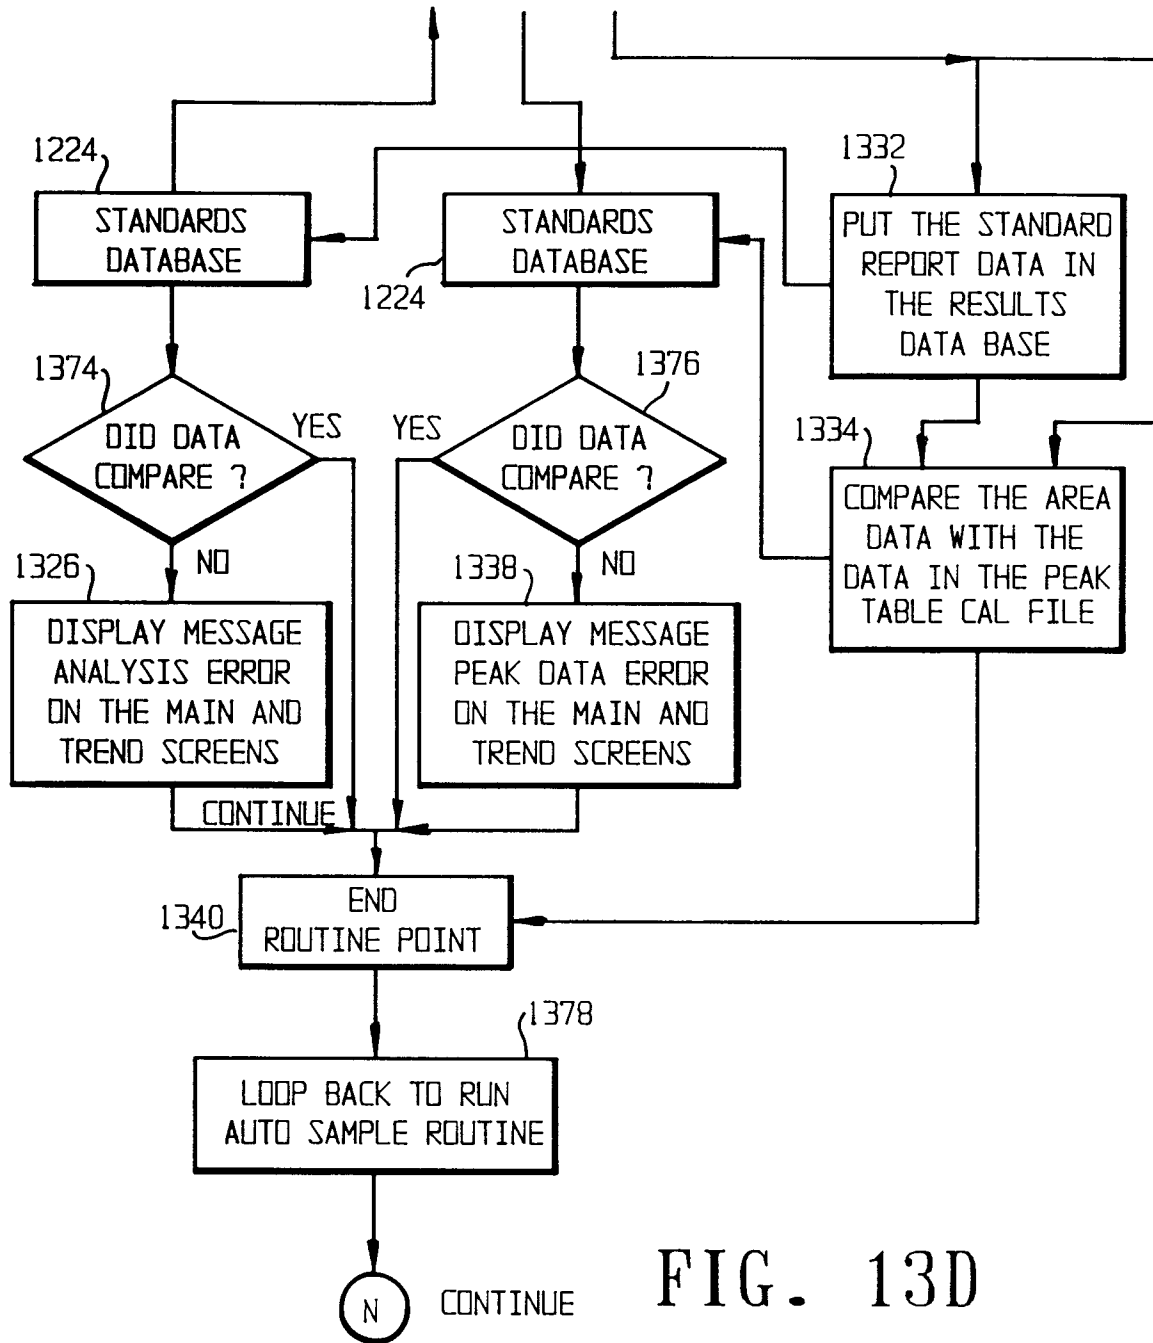 1224
STANDARDS
DATABASE
STANDARDS
DATABASE
1224
1332
PUT THE STANDARD
REPORT DATA IN
THE RESULTS
DATA BASE
1374
DID DATA
COMPARE ?
YES
NO
1376
DID DATA
COMPARE ?
YES
NO
1334
COMPARE THE AREA
DATA WITH THE
DATA IN THE PEAK
TABLE CAL FILE
1326
DISPLAY MESSAGE
ANALYSIS ERROR
ON THE MAIN AND
TREND SCREENS
1338
DISPLAY MESSAGE
PEAK DATA ERROR
ON THE MAIN AND
TREND SCREENS
CONTINUE
1340
END
ROUTINE POINT
1378
LOOP BACK TO RUN
AUTO SAMPLE ROUTINE
N
CONTINUE
FIG. 13D